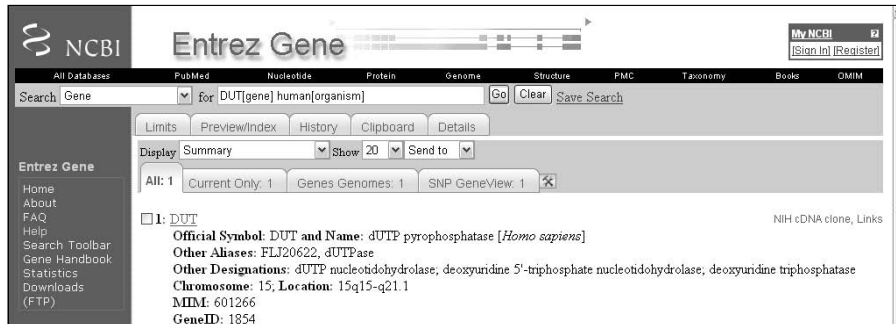 NCBI
Entrez Gene
My NCBI
[Sign In] [Register]
All Databases PubMed Nucleotide Protein Genome Structure PMC Taxonomy Books OMIM
Search Gene for DUT[gene] human[organism] Go Clear Save Search
Limits Preview/Index History Clipboard Details
Display Summary Show 20 Send to
All: 1 Current Only: 1 Genes Genomes: 1 SNP GeneView: 1
Entrez Gene
Home
About
FAQ
Help
Search Toolbar
Gene Handbook
Statistics
Downloads
(FTP)
1: DUT NIH cDNA clone, Links
Official Symbol: DUT and Name: dUTP pyrophosphatase [Homo sapiens]
Other Aliases: FLJ20622, dUTPase
Other Designations: dUTP nucleotidohydrolase; deoxyuridine 5'-triphosphate nucleotidohydrolase; deoxyuridine triphosphatase
Chromosome: 15; Location: 15q15-q21.1
MIM: 601266
GeneID: 1854